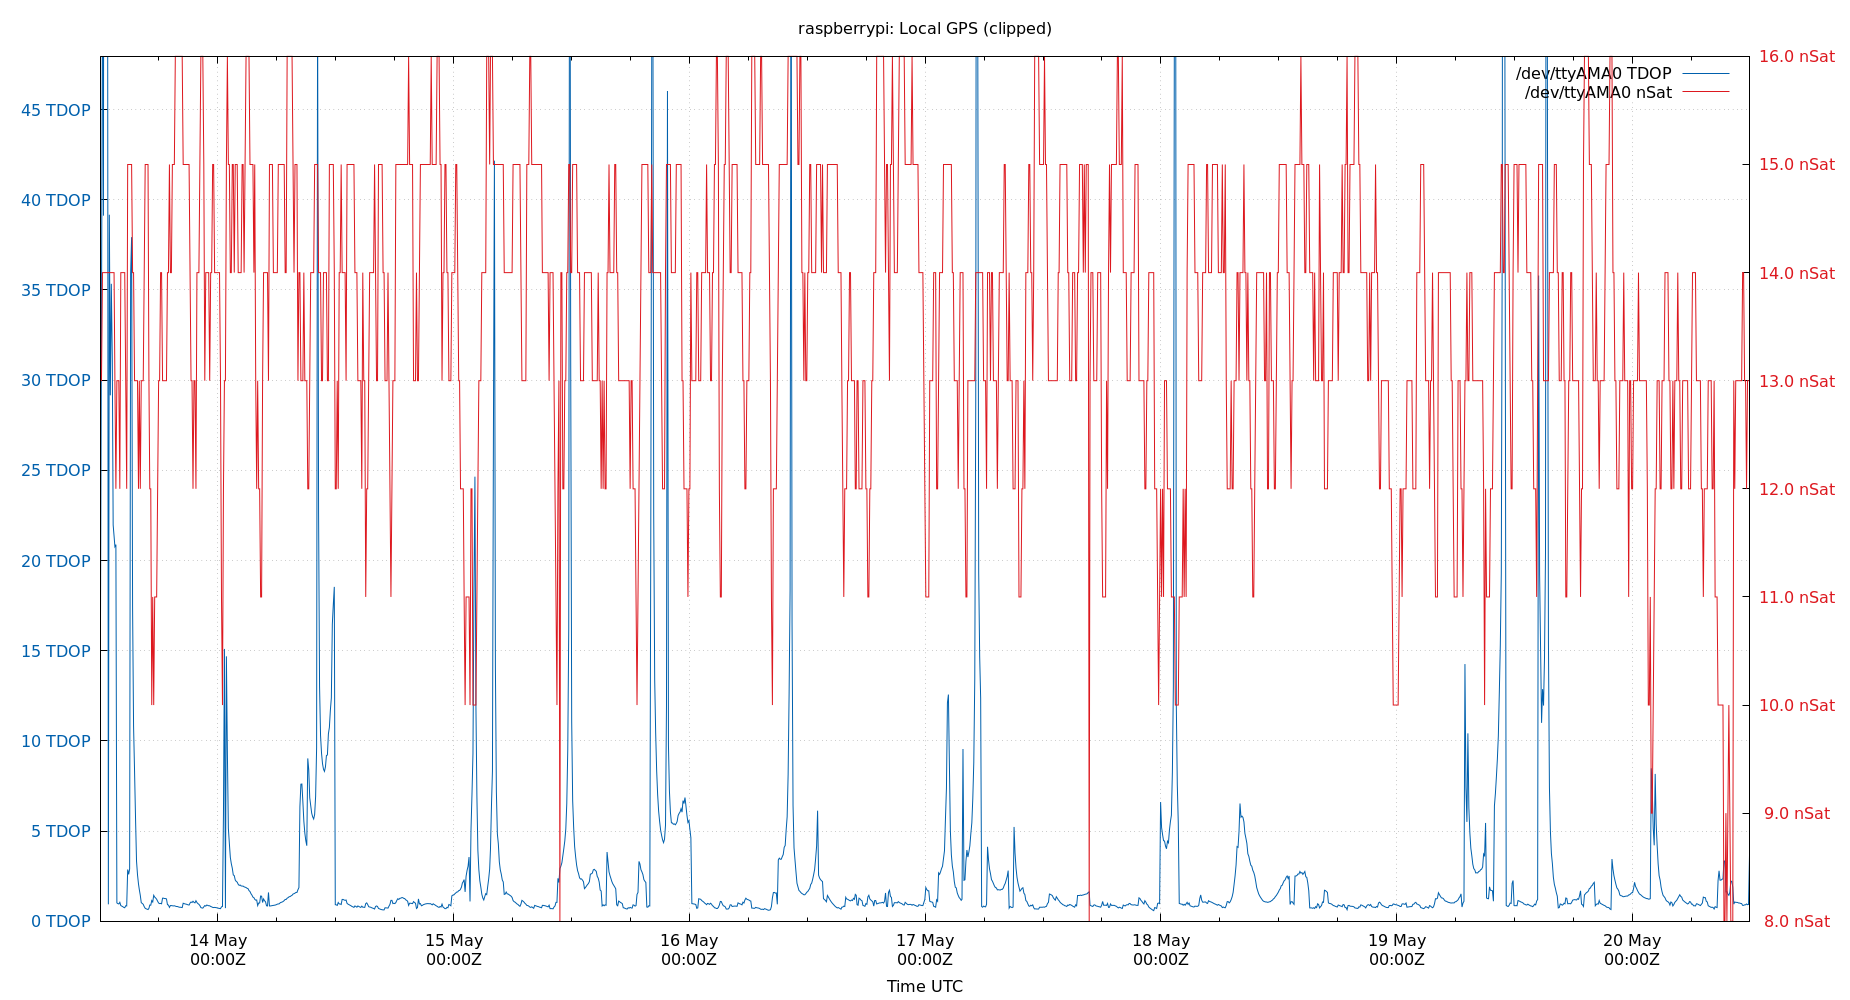 raspberrypi: Local GPS (clipped)
/dev/ttyAMA0 TDOP
/dev/ttyAMA0 nSat
45 TDOP
40 TDOP
35 TDOP
30 TDOP
25 TDOP
20 TDOP
15 TDOP
10 TDOP
5 TDOP
0 TDOP
16.0 nSat
15.0 nSat
14.0 nSat
13.0 nSat
12.0 nSat
11.0 nSat
10.0 nSat
9.0 nSat
8.0 nSat
14 May
00:00Z
15 May
00:00Z
16 May
00:00Z
17 May
00:00Z
18 May
00:00Z
19 May
00:00Z
20 May
00:00Z
Time UTC